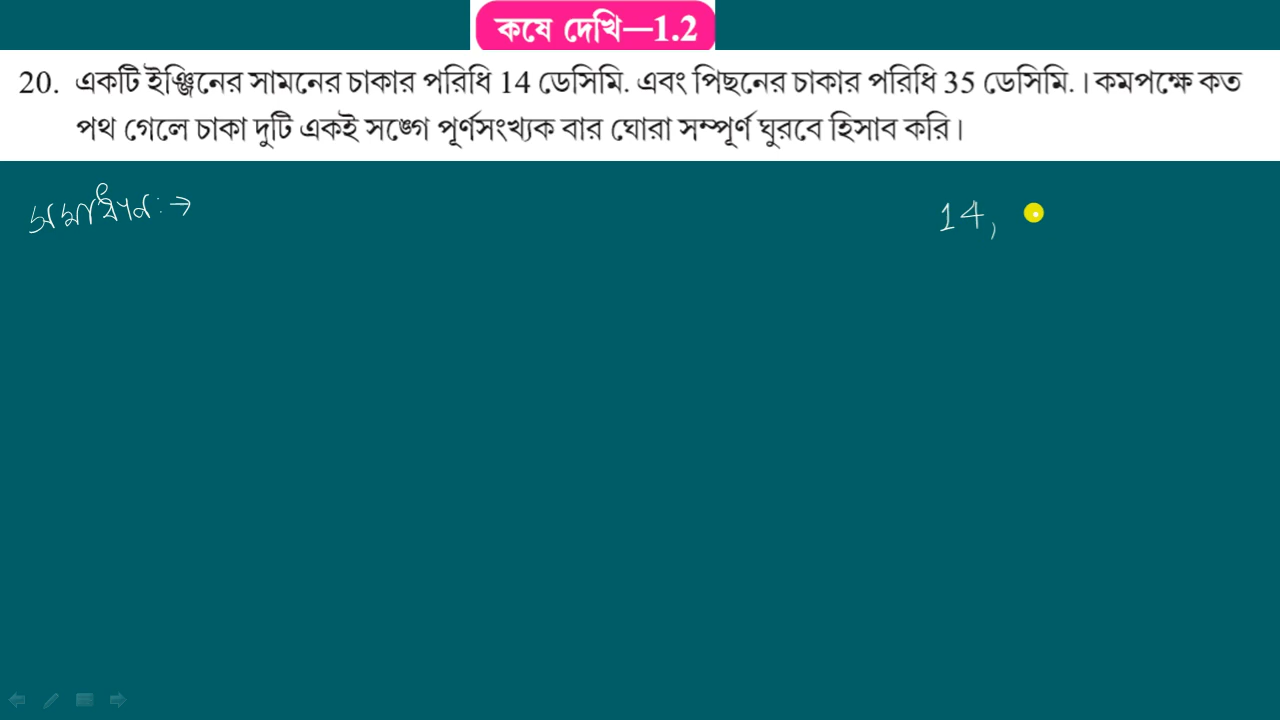 কষে দেখি—1.2
20. একটি ইঞ্জিনের সামনের চাকার পরিধি 14 ডেসিমি. এবং পিছনের চাকার পরিধি 35 ডেসিমি. । কমপক্ষে কত
পথ গেলে চাকা দুটি একই সঙ্গে পূর্ণসংখ্যক বার ঘোরা সম্পূর্ণ ঘুরবে হিসাব করি।
সমাধান:→ 14,